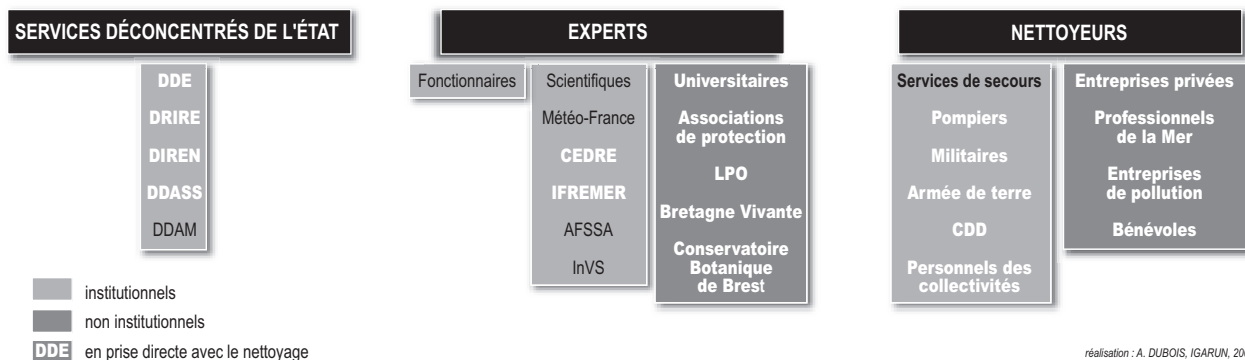 SERVICES DÉCONCENTRÉS DE L'ÉTAT
DDE
DRIRE
DIREN
DDASS
DDAM
EXPERTS
Fonctionnaires
Scientifiques
Météo-France
CEDRE
IFREMER
AFSSA
InVS
Universitaires
Associations
de protection
LPO
Bretagne Vivante
Conservatoire
Botanique
de Brest
NETTOYEURS
Services de secours
Pompiers
Militaires
Armée de terre
CDD
Personnels des
collectivités
Entreprises privées
Professionnels
de la Mer
Entreprises
de pollution
Bénévoles
institutionnels
non institutionnels
DDE en prise directe avec le nettoyage
réalisation : A. DUBOIS, IGARUN,